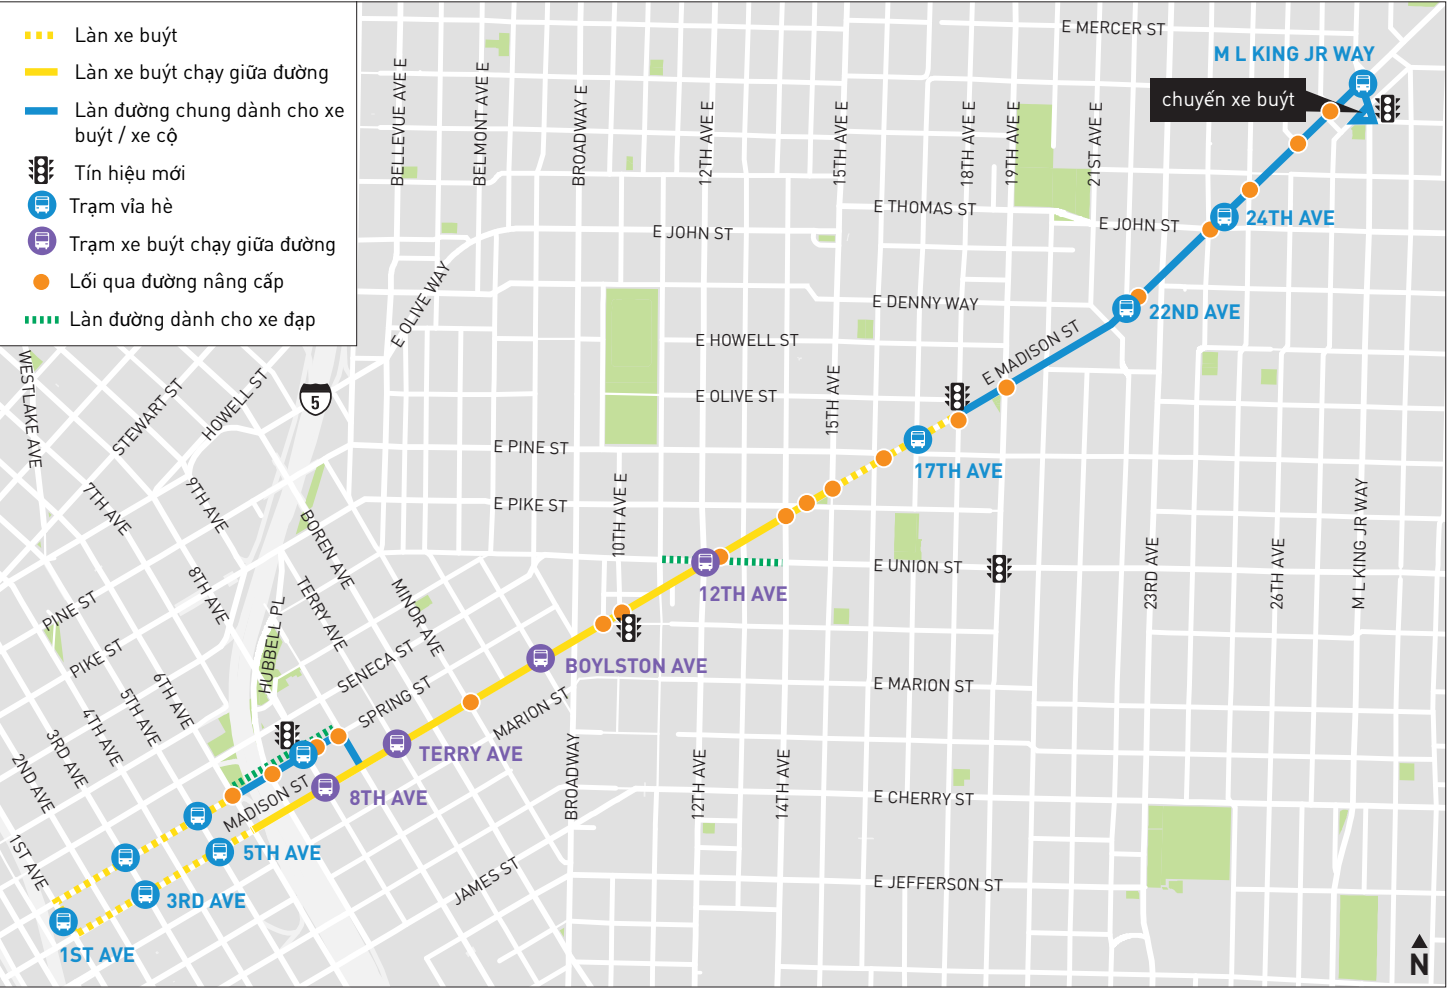 Làn xe buýt
Làn xe buýt chạy giữa đường
Làn đường chung dành cho xe
buýt / xe cộ
Tín hiệu mới
Trạm vỉa hè
Trạm xe buýt chạy giữa đường
Lối qua đường nâng cấp
Làn đường dành cho xe đạp
E MERCER ST
M L KING JR WAY
chuyến xe buýt
BELLEVUE AVE E
BELMONT AVE E
BROADWAY E
12TH AVE E
15TH AVE E
18TH AVE E
19TH AVE E
21ST AVE E
E THOMAS ST
E JOHN ST
E JOHN ST
24TH AVE
E OLIVE WAY
E DENNY WAY
22ND AVE
E HOWELL ST
E MADISON ST
WESTLAKE AVE
STEWART ST
HOWELL ST
5
E OLIVE ST
15TH AVE
E PINE ST
17TH AVE
7TH AVE
9TH AVE
BOREN AVE
E PIKE ST
10TH AVE E
M L KING JR WAY
12TH AVE
E UNION ST
23RD AVE
26TH AVE
PINE ST
8TH AVE
TERRY AVE
MINOR AVE
HUBBELL PL
PIKE ST
SENECA ST
BOYLSTON AVE
E MARION ST
6TH AVE
5TH AVE
4TH AVE
3RD AVE
2ND AVE
SPRING ST
MARION ST
TERRY AVE
BROADWAY
12TH AVE
14TH AVE
8TH AVE
E CHERRY ST
MADISON ST
1ST AVE
5TH AVE
JAMES ST
E JEFFERSON ST
3RD AVE
1ST AVE
N